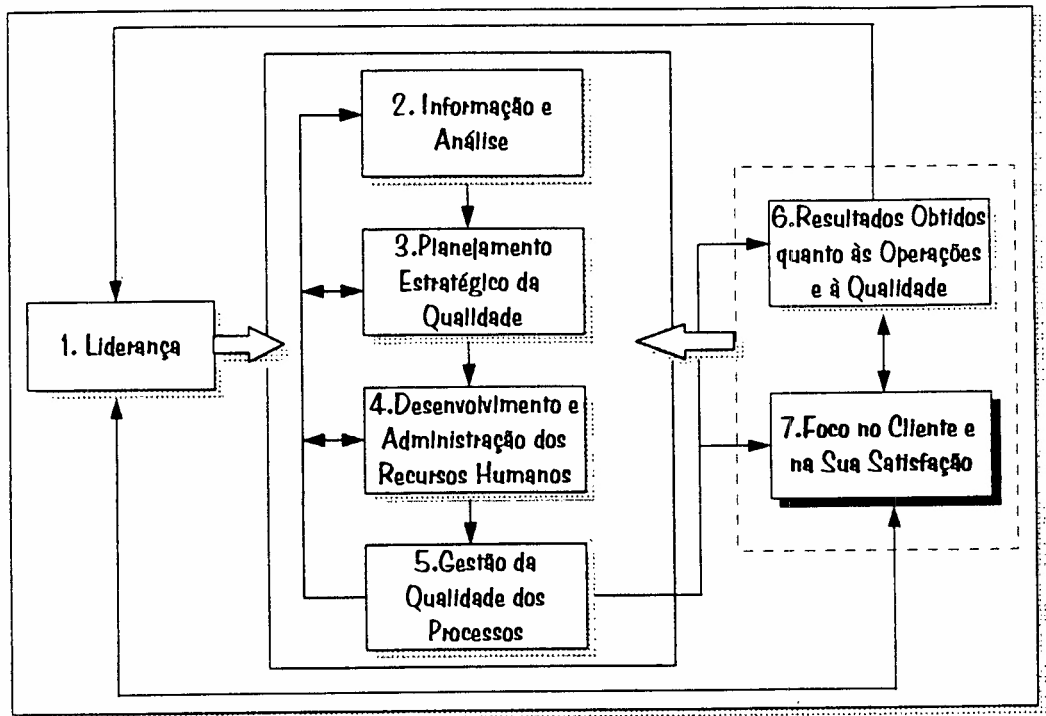 1. Liderança
2. Informação e
Análise
3.Planejamento
Estratégico da
Qualidade
4.Desenvolvimento e
Administração dos
Recursos Humanos
5.Gestão da
Qualidade dos
Processos
6.Resultados Obtidos
quanto às Operações
e à Qualidade
7.Foco no Cliente e
na Sua Satisfação